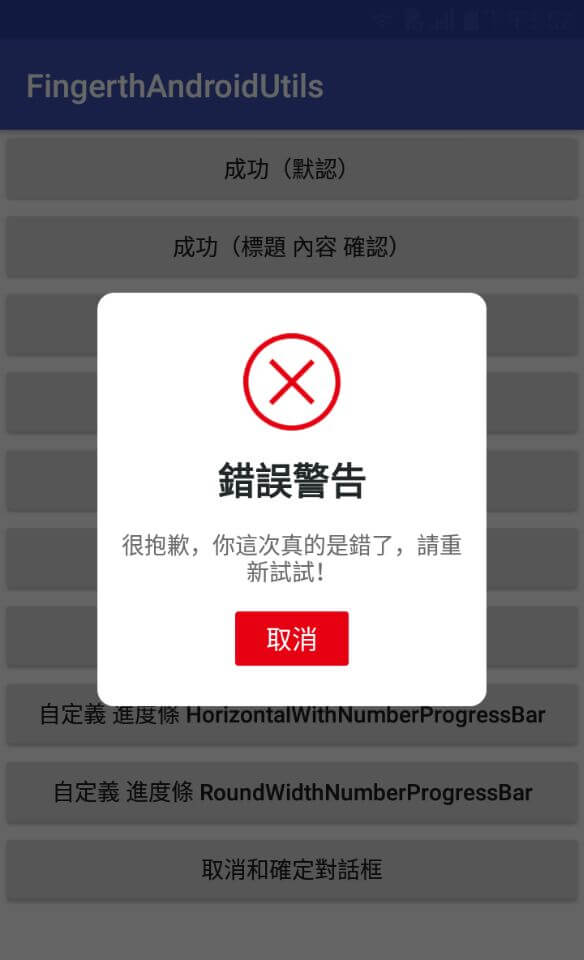 FingerthAndroidUtils
成功（默認）
成功（標題 內容 確認）
錯誤警告
很抱歉，你這次真的是錯了，請重
新試試！
取消
自定義 進度條 HorizontalWithNumberProgressBar
自定義 進度條 RoundWidthNumberProgressBar
取消和確定對話框